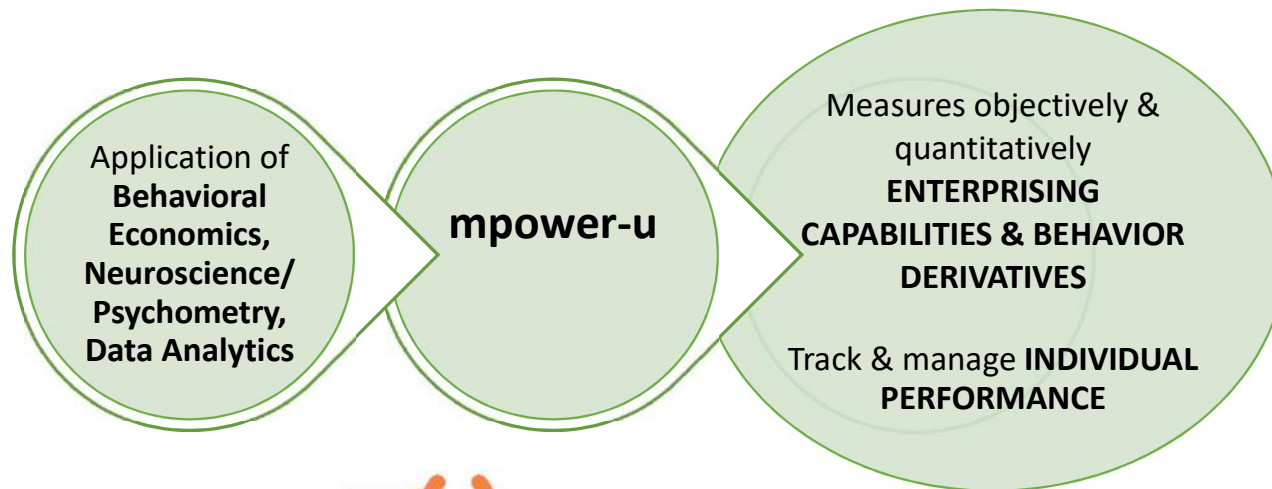 Application of
Behavioral
Economics,
Neuroscience/
Psychometry,
Data Analytics
mpower-u
Measures objectively &
quantitatively
ENTERPRISING
CAPABILITIES & BEHAVIOR
DERIVATIVES
Track & manage INDIVIDUAL
PERFORMANCE